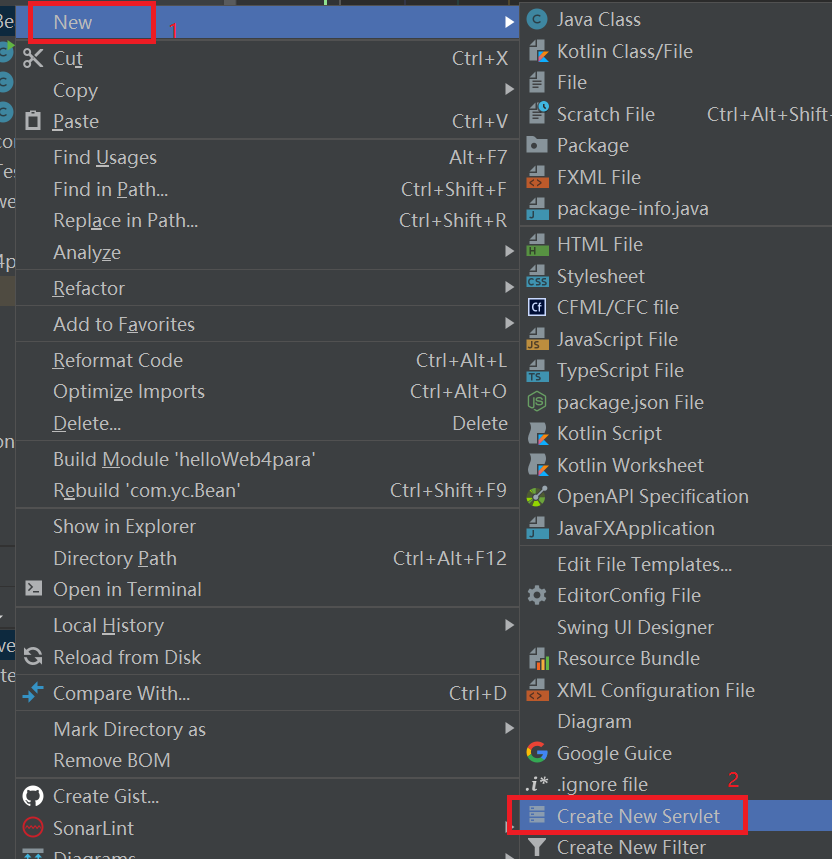 New
1
Cut Ctrl+X
Copy
Paste Ctrl+V
Find Usages Alt+F7
Find in Path... Ctrl+Shift+F
Replace in Path... Ctrl+Shift+R
Analyze
Refactor
Add to Favorites
Reformat Code Ctrl+Alt+L
Optimize Imports Ctrl+Alt+O
Delete... Delete
Build Module 'helloWeb4para'
Rebuild 'com.yc.Bean' Ctrl+Shift+F9
Show in Explorer
Directory Path Ctrl+Alt+F12
Open in Terminal
Local History
Reload from Disk
Compare With... Ctrl+D
Mark Directory as
Remove BOM
Create Gist...
SonarLint
Diagrams
Java Class
Kotlin Class/File
File
Scratch File Ctrl+Alt+Shift+
Package
FXML File
package-info.java
HTML File
Stylesheet
CFML/CFC file
JavaScript File
TypeScript File
package.json File
Kotlin Script
Kotlin Worksheet
OpenAPI Specification
JavaFXApplication
Edit File Templates...
EditorConfig File
Swing UI Designer
Resource Bundle
XML Configuration File
Diagram
Google Guice
.i* .ignore file
2
Create New Servlet
Create New Filter